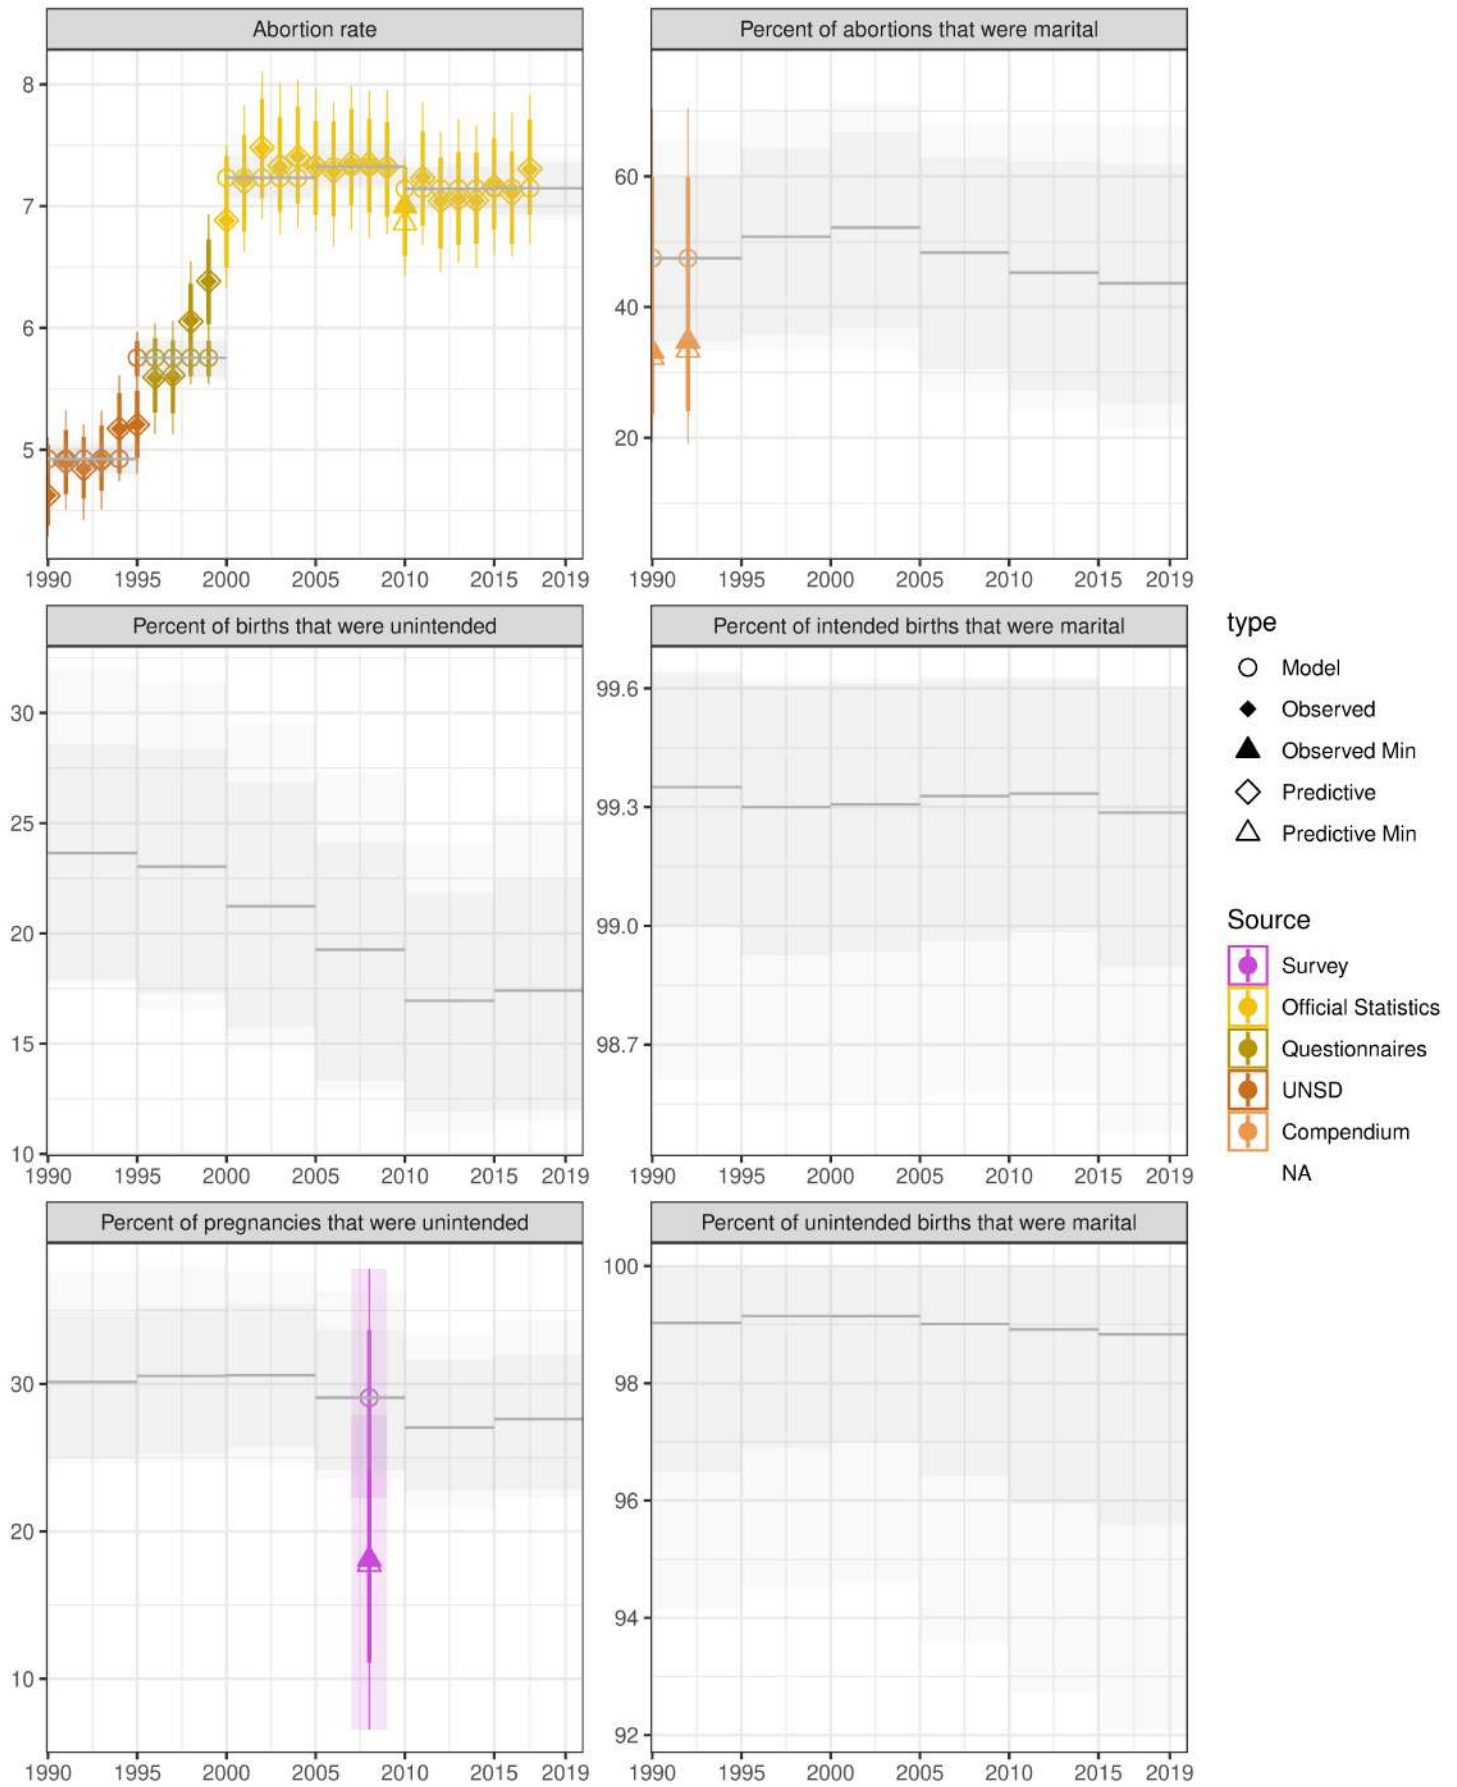 Abortion rate
8
7
6
5
1990 1995 2000 2005 2010 2015 2019
Percent of abortions that were marital
60
40
20
1990 1995 2000 2005 2010 2015 2019
Percent of births that were unintended
30
25
20
15
10
1990 1995 2000 2005 2010 2015 2019
Percent of intended births that were marital
99.6
99.3
99.0
98.7
1990 1995 2000 2005 2010 2015 2019
Percent of pregnancies that were unintended
30
20
10
1990 1995 2000 2005 2010 2015 2019
Percent of unintended births that were marital
100
98
96
94
92
1990 1995 2000 2005 2010 2015 2019
type
Model
Observed
Observed Min
Predictive
Predictive Min
Source
Survey
Official Statistics
Questionnaires
UNSD
Compendium
NA